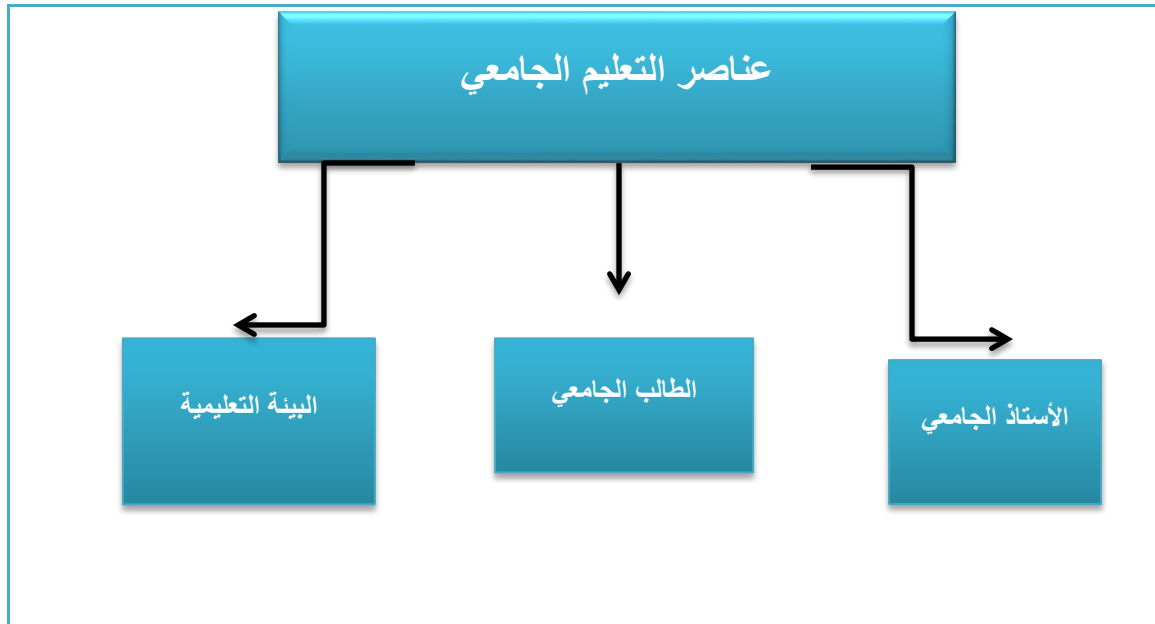 عناصر التعليم الجامعي
الأستاذ الجامعي
الطالب الجامعي
البيئة التعليمية